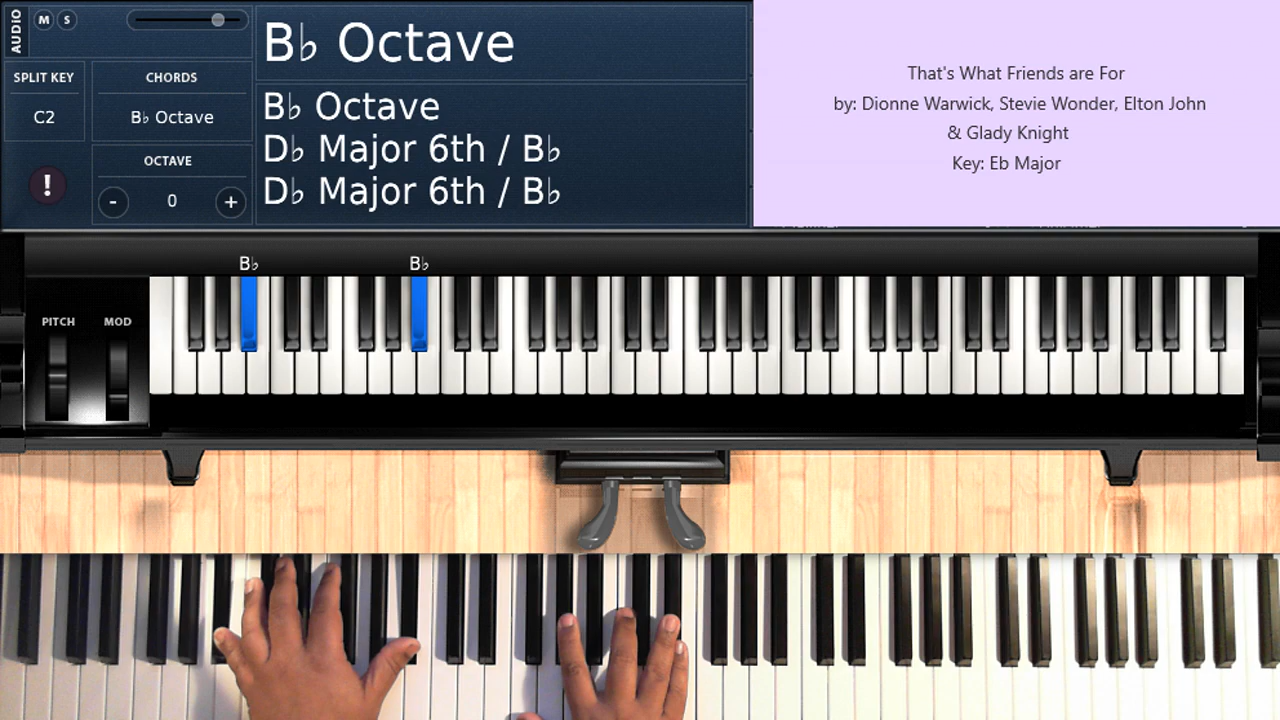 AUDIO
M S
SPLIT KEY
C2
!
CHORDS
B♭ Octave
OCTAVE
- 0 +
B♭ Octave
B♭ Octave
D♭ Major 6th / B♭
D♭ Major 6th / B♭
That's What Friends are For
by: Dionne Warwick, Stevie Wonder, Elton John
& Glady Knight
Key: Eb Major
B♭ B♭
PITCH MOD